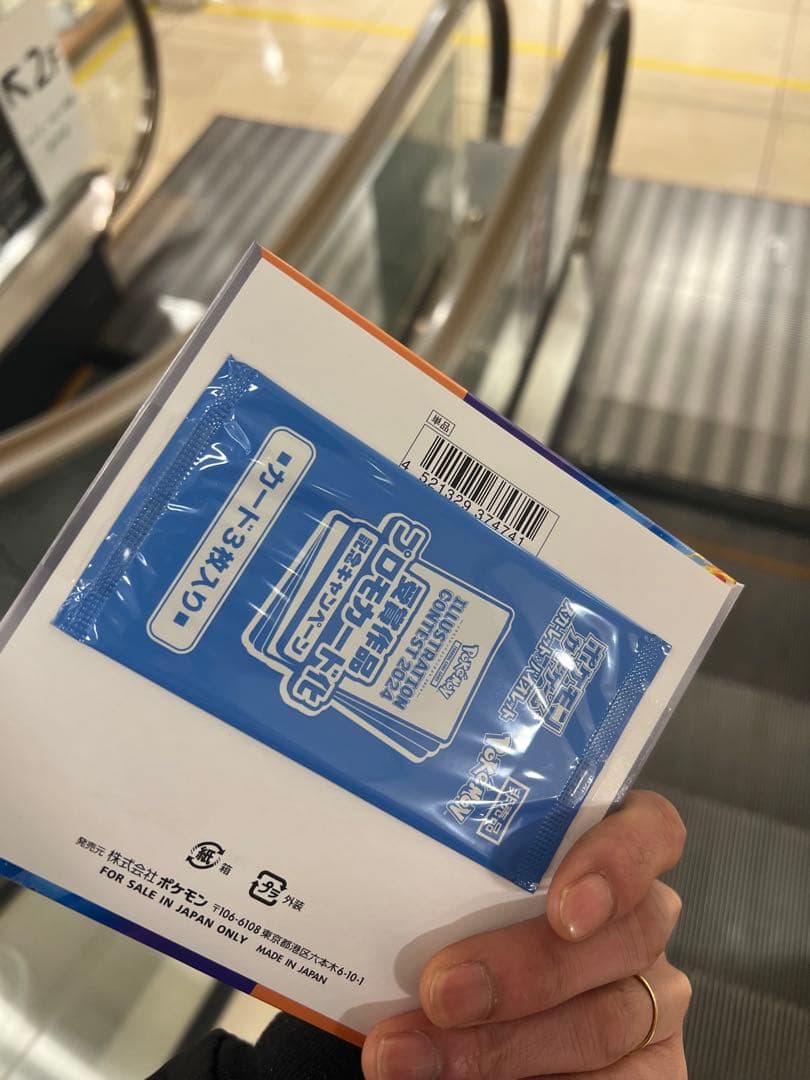 ポケモン
カードゲーム
スカーレット&バイオレット
POKÉMON
非売品
POKÉMON
ILLUSTRATION
CONTEST 2024
受賞作品
プロモカード化
記念キャンペーン
■カード3枚入り■
4 521329 374741
発売元 株式会社ポケモン 〒106-6108 東京都港区六本木6-10-1
FOR SALE IN JAPAN ONLY MADE IN JAPAN
紙 箱
プラ 外装